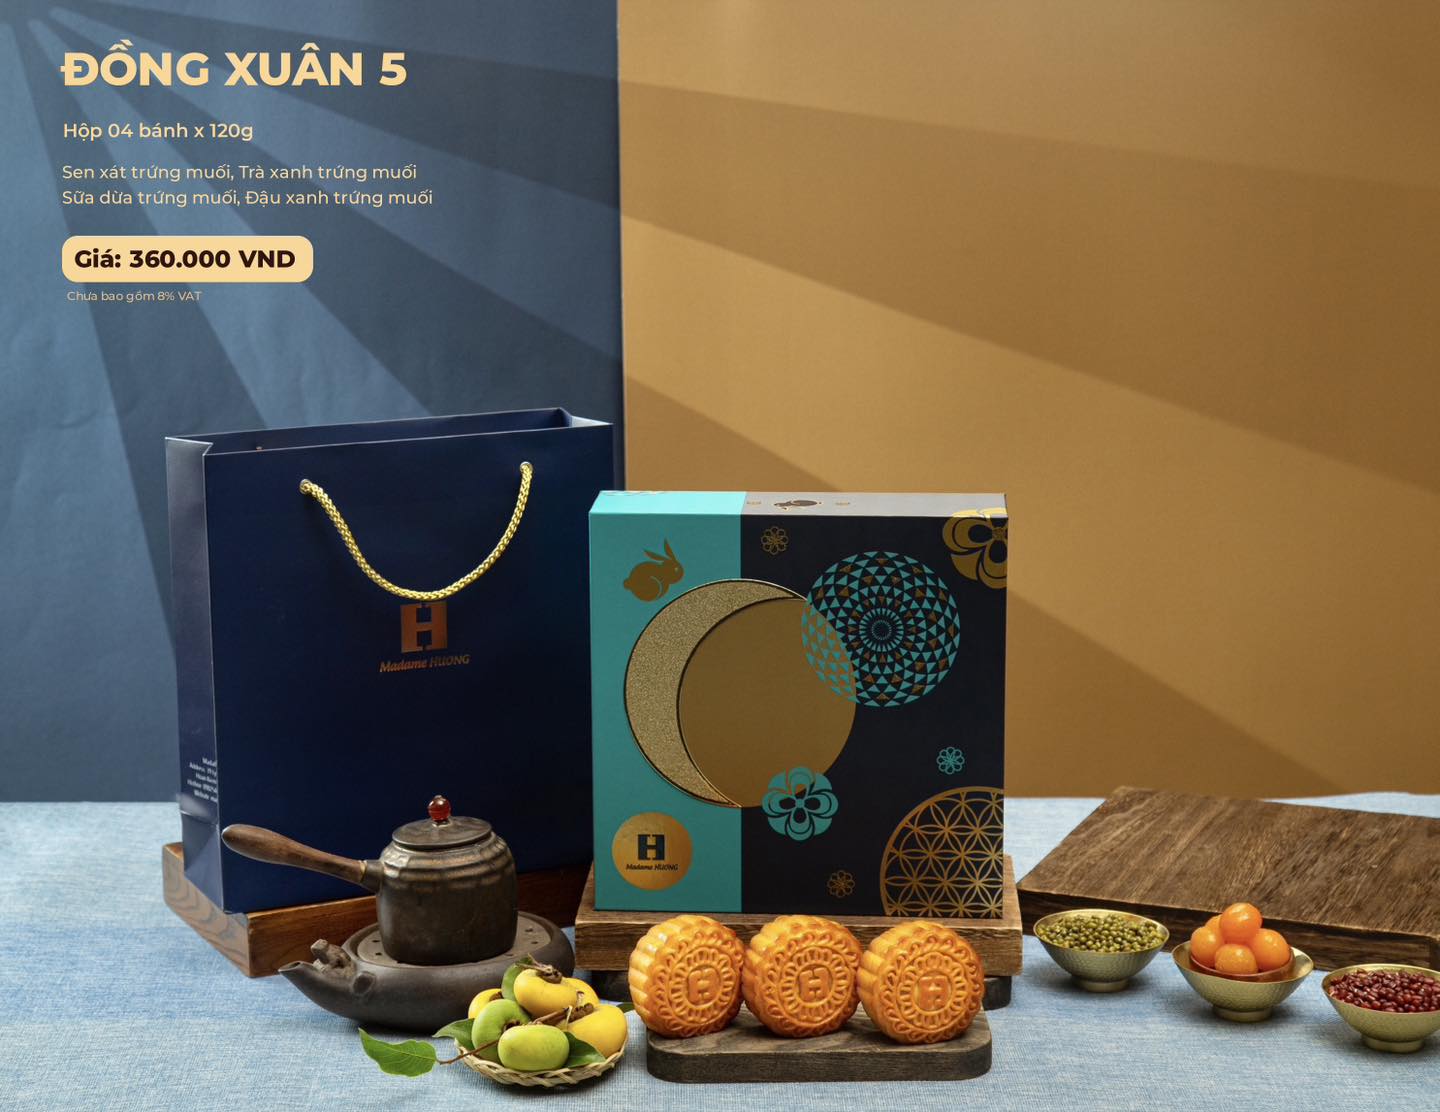 ĐỒNG XUÂN 5
Hộp 04 bánh x 120g
Sen xát trứng muối, Trà xanh trứng muối
Sữa dừa trứng muối, Đậu xanh trứng muối
Giá: 360.000 VND
Chưa bao gồm 8% VAT
H
Madame HUONG
H
Madame HUONG
H
H
H